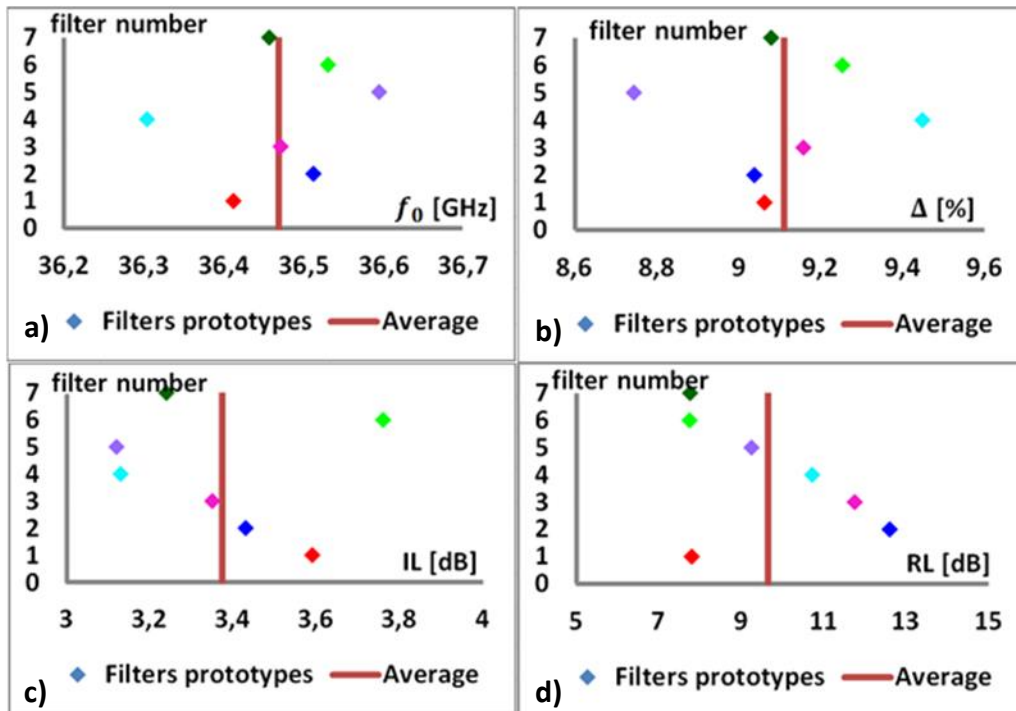 filter number
7
6
5
4
3
2
1
0
f₀ [GHz]
36,2 36,3 36,4 36,5 36,6 36,7
a) Filters prototypes Average
filter number
7
6
5
4
3
2
1
0
Δ [%]
8,6 8,8 9 9,2 9,4 9,6
b) Filters prototypes Average
filter number
7
6
5
4
3
2
1
0
IL [dB]
3 3,2 3,4 3,6 3,8 4
c) Filters prototypes Average
filter number
7
6
5
4
3
2
1
0
RL [dB]
5 7 9 11 13 15
d) Filters prototypes Average